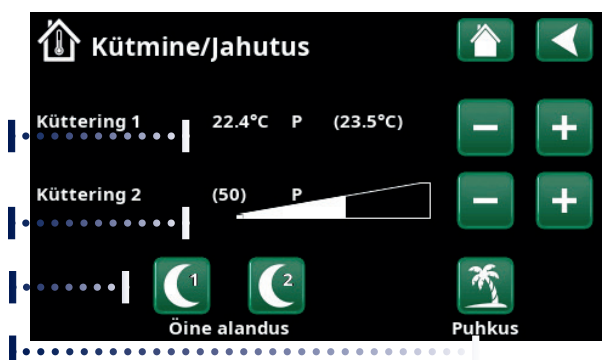 Kütmine/Jahutus
Küttering 1 22.4°C P (23.5°C)
Küttering 2 (50) P
1 2
Öine alandus Puhkus